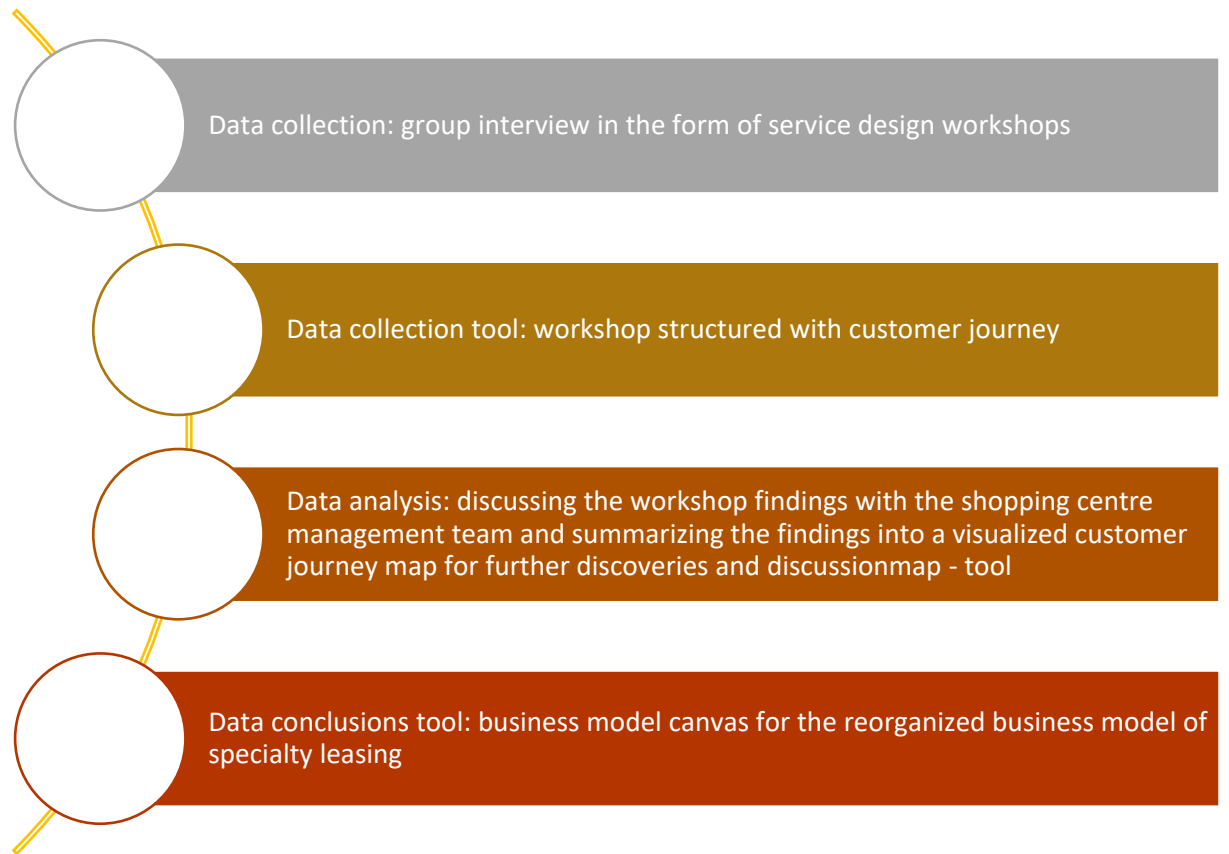 Data collection: group interview in the form of service design workshops
Data collection tool: workshop structured with customer journey
Data analysis: discussing the workshop findings with the shopping centre
management team and summarizing the findings into a visualized customer
journey map for further discoveries and discussionmap - tool
Data conclusions tool: business model canvas for the reorganized business model of
specialty leasing